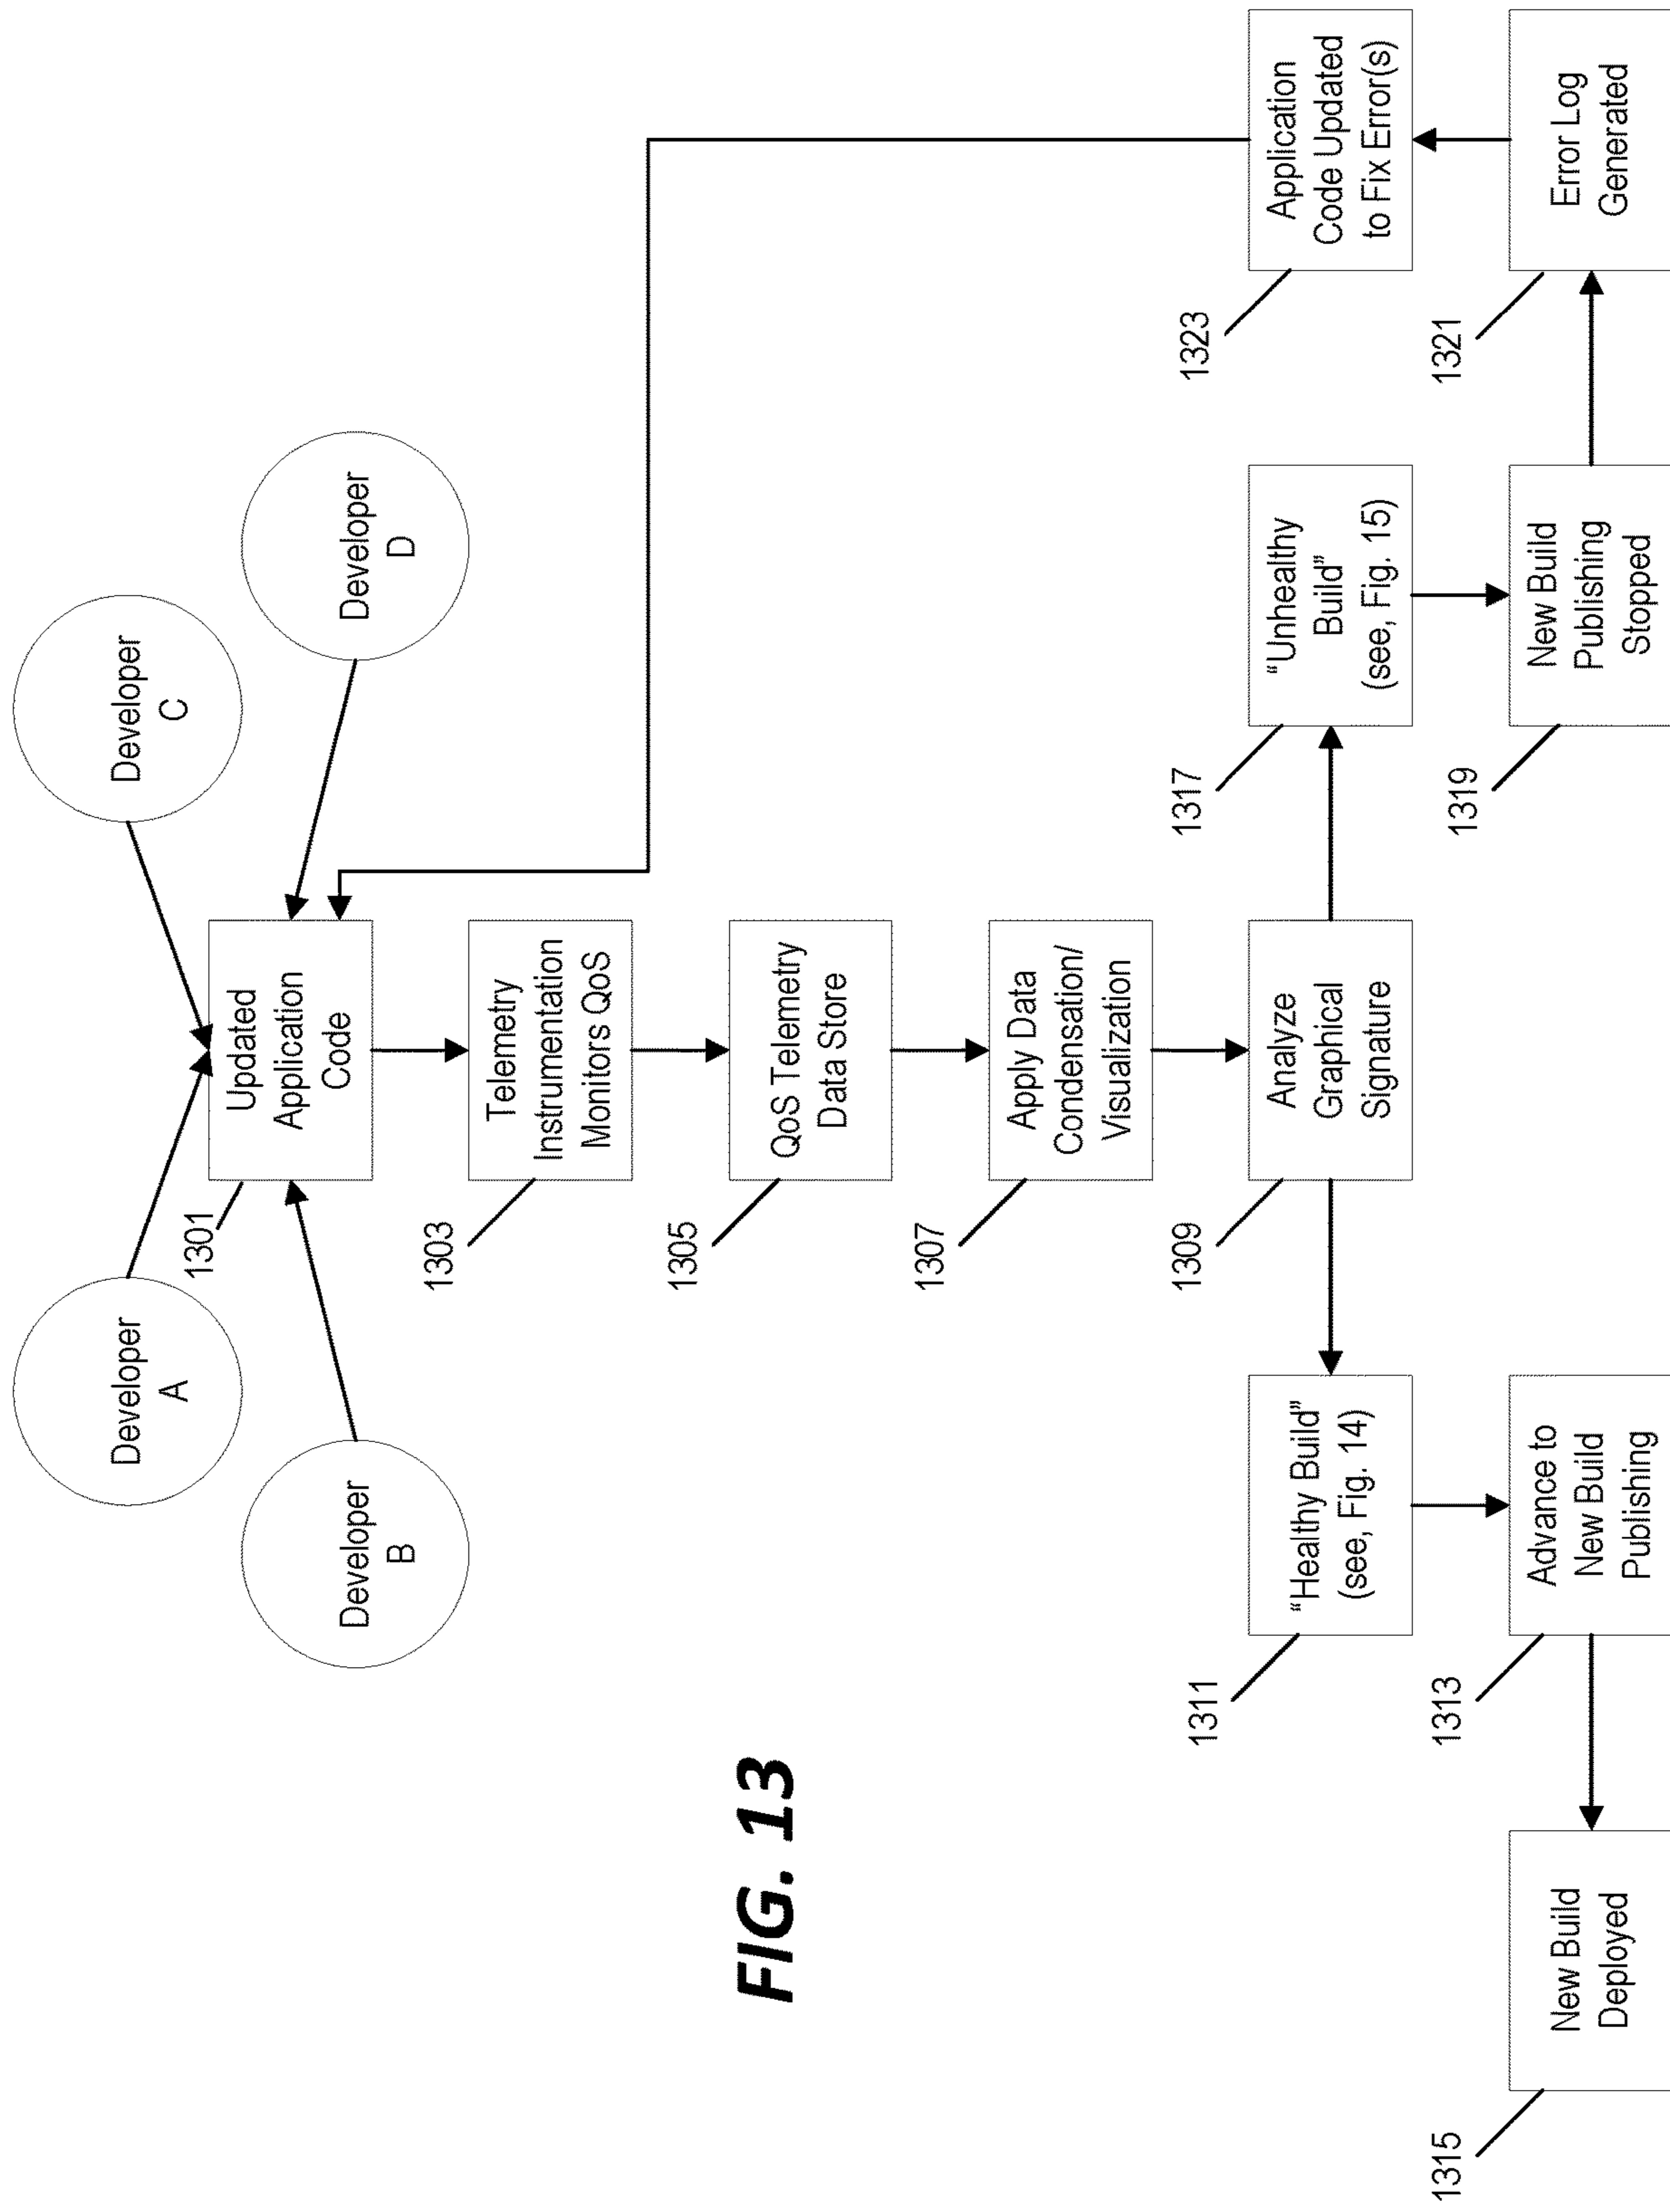 Developer
A
Developer
C
Developer
B
Developer
D
1301
Updated
Application
Code
1303
Telemetry
Instrumentation
Monitors QoS
1305
QoS Telemetry
Data Store
1307
Apply Data
Condensation/
Visualization
1309
Analyze
Graphical
Signature
1311
“Healthy Build”
(see, Fig. 14)
1313
Advance to
New Build
Publishing
1315
New Build
Deployed
1317
“Unhealthy
Build”
(see, Fig. 15)
1319
New Build
Publishing
Stopped
1321
Error Log
Generated
1323
Application
Code Updated
to Fix Error(s)
FIG. 13